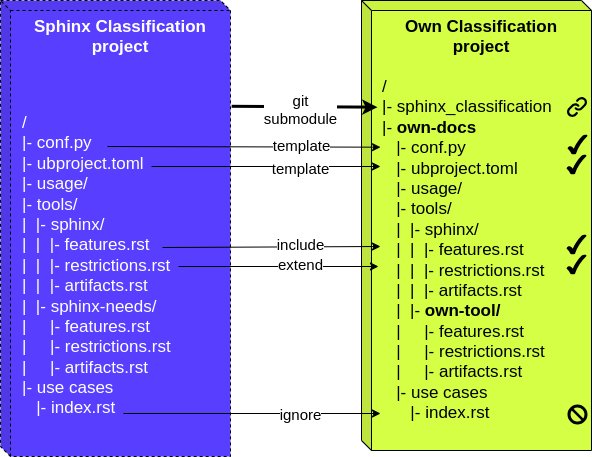 Sphinx Classification
project
/
|- conf.py
|- ubproject.toml
|- usage/
|- tools/
|  |- sphinx/
|  |  |- features.rst
|  |  |- restrictions.rst
|  |  |- artifacts.rst
|  |- sphinx-needs/
|     |- features.rst
|     |- restrictions.rst
|     |- artifacts.rst
|- use cases
   |- index.rst
git
submodule
template
template
include
extend
ignore
Own Classification
project
/
|- sphinx_classification
|- own-docs
   |- conf.py
   |- ubproject.toml
   |- usage/
   |- tools/
   |  |- sphinx/
   |  |  |- features.rst
   |  |  |- restrictions.rst
   |  |  |- artifacts.rst
   |  |- own-tool/
   |     |- features.rst
   |     |- restrictions.rst
   |     |- artifacts.rst
   |- use cases
      |- index.rst